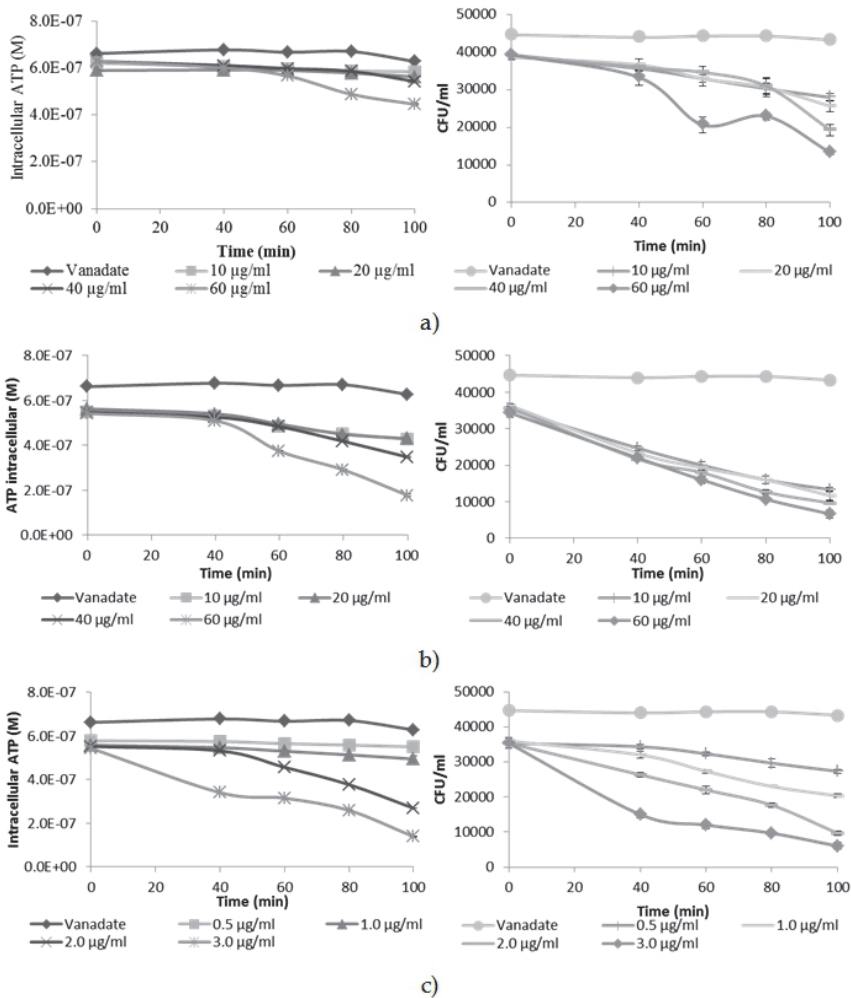 8.0E-07
6.0E-07
4.0E-07
2.0E-07
0.0E+00
Intracellular ATP (M)
0 20 40 60 80 100
Time (min)
Vanadate 10 µg/ml 20 µg/ml
40 µg/ml 60 µg/ml
50000
40000
30000
20000
10000
0
CFU/ml
0 20 40 60 80 100
Time (min)
Vanadate 10 µg/ml 20 µg/ml
40 µg/ml 60 µg/ml
a)
8.0E-07
6.0E-07
4.0E-07
2.0E-07
0.0E+00
ATP intracellular (M)
0 20 40 60 80 100
Time (min)
Vanadate 10 µg/ml 20 µg/ml
40 µg/ml 60 µg/ml
50000
40000
30000
20000
10000
0
CFU/ml
0 20 40 60 80 100
Time (min)
Vanadate 10 µg/ml 20 µg/ml
40 µg/ml 60 µg/ml
b)
8.0E-07
6.0E-07
4.0E-07
2.0E-07
0.0E+00
Intracellular ATP (M)
0 20 40 60 80 100
Time (min)
Vanadate 0.5 µg/ml 1.0 µg/ml
2.0 µg/ml 3.0 µg/ml
50000
40000
30000
20000
10000
0
CFU/ml
0 20 40 60 80 100
Time (min)
Vanadate 0.5 µg/ml 1.0 µg/ml
2.0 µg/ml 3.0 µg/ml
c)